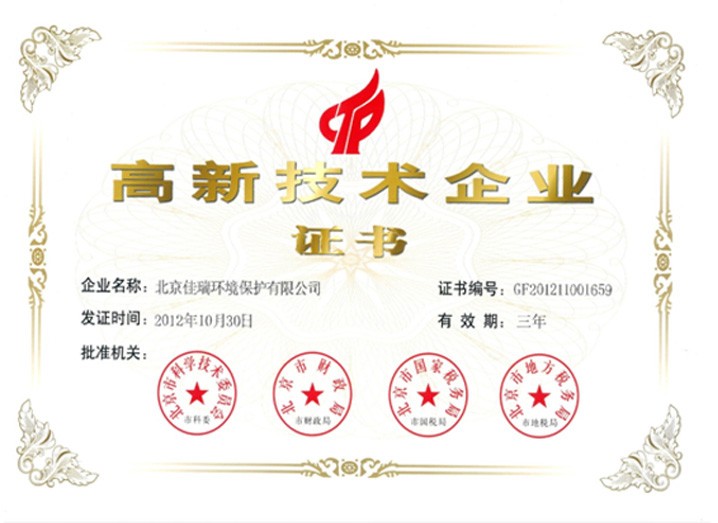 高新技术企业
证书
企业名称：北京佳瑞环境保护有限公司
证书编号：GF201211001659
发证时间：2012年10月30日
有效期：三年
批准机关：
北京市科学技术委员会
市科委
北京市财政局
市财政局
北京市国家税务局
市国税局
北京市地方税务局
市地税局